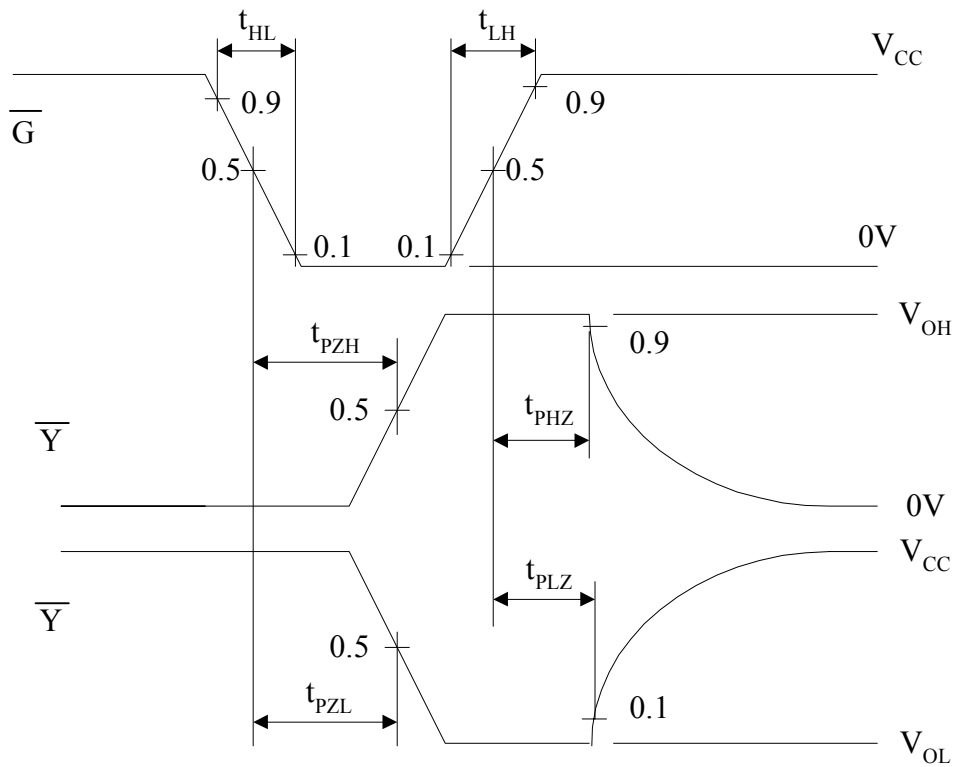 t_HL t_LH V_CC
G̅ 0.9 0.9
0.5 0.5
0.1 0.1 0V
V_OH
t_PZH 0.9
0.5
Y̅ t_PHZ
0V
V_CC
t_PLZ
Y̅ 0.5
t_PZL 0.1
V_OL